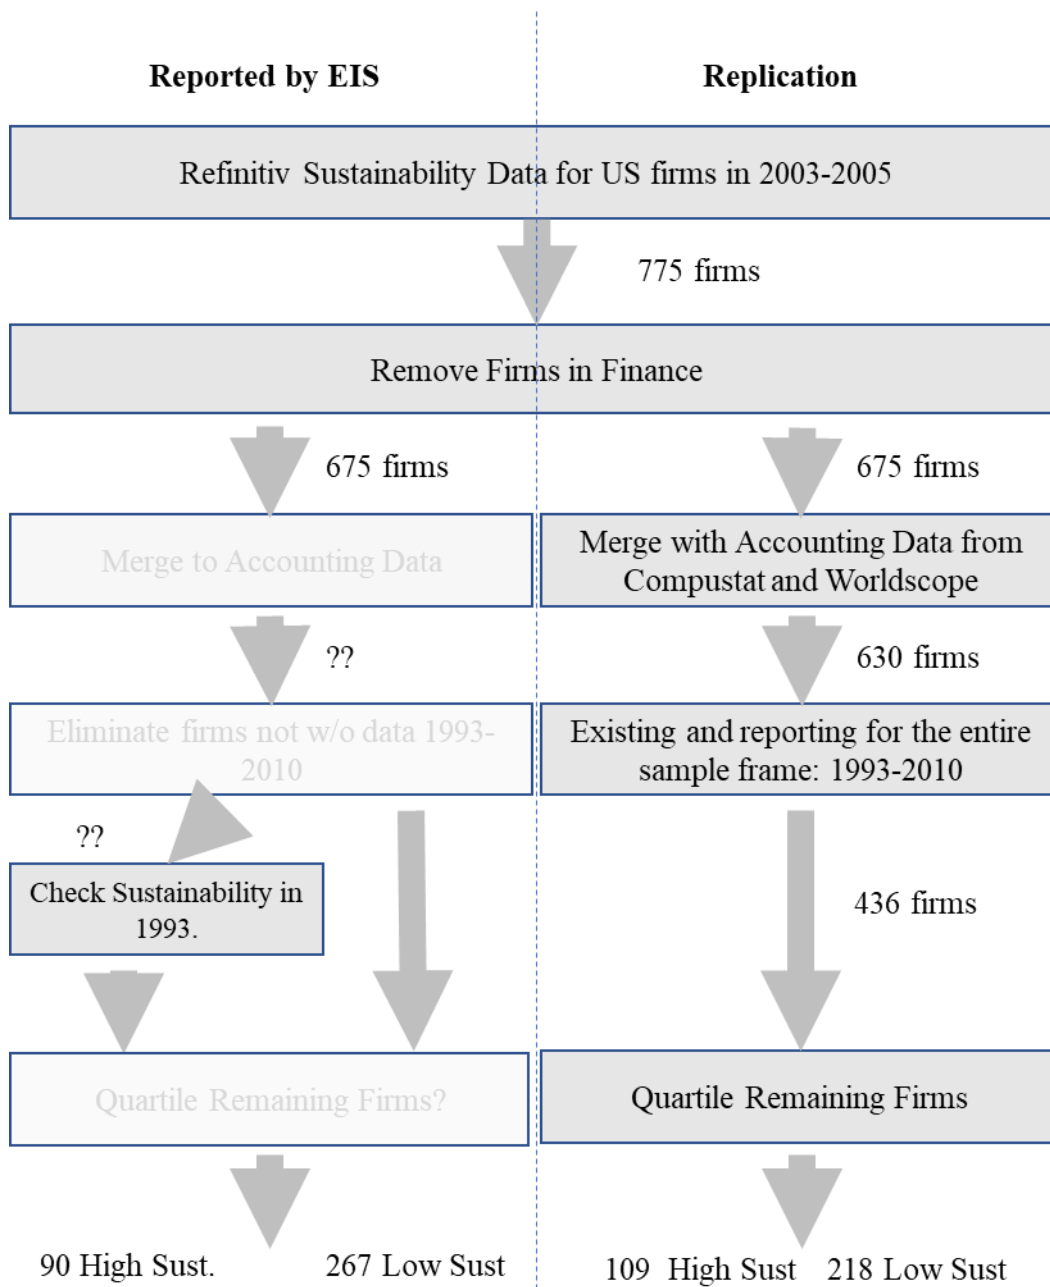 Reported by EIS
Replication
Refinitiv Sustainability Data for US firms in 2003-2005
775 firms
Remove Firms in Finance
675 firms
675 firms
Merge to Accounting Data
Merge with Accounting Data from
Compustat and Worldscope
??
630 firms
Eliminate firms not w/o data 1993-
2010
Existing and reporting for the entire
sample frame: 1993-2010
??
Check Sustainability in
1993.
436 firms
Quartile Remaining Firms?
Quartile Remaining Firms
90 High Sust.
267 Low Sust
109 High Sust
218 Low Sust